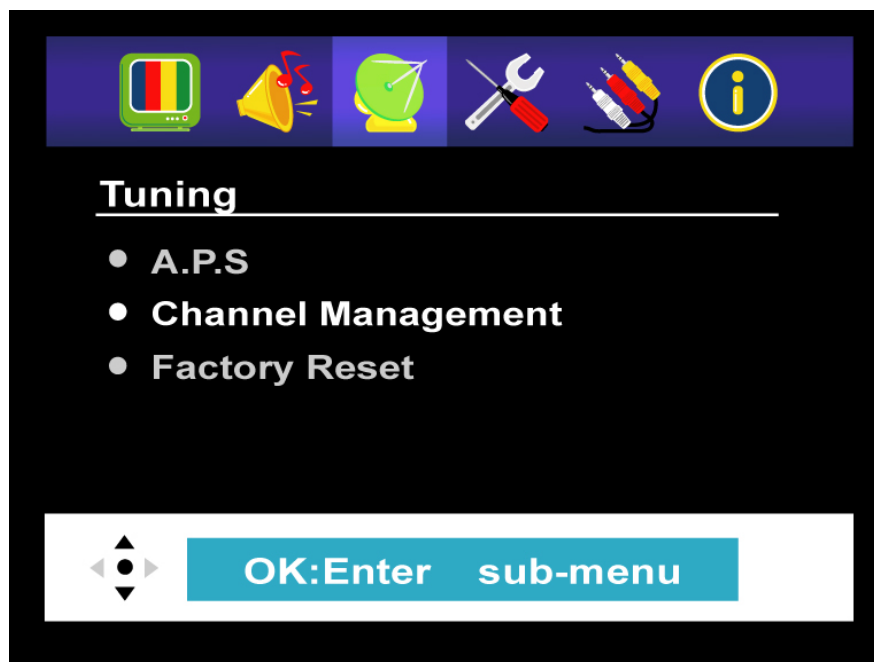 Tuning
A.P.S
Channel Management
Factory Reset
OK:Enter sub-menu